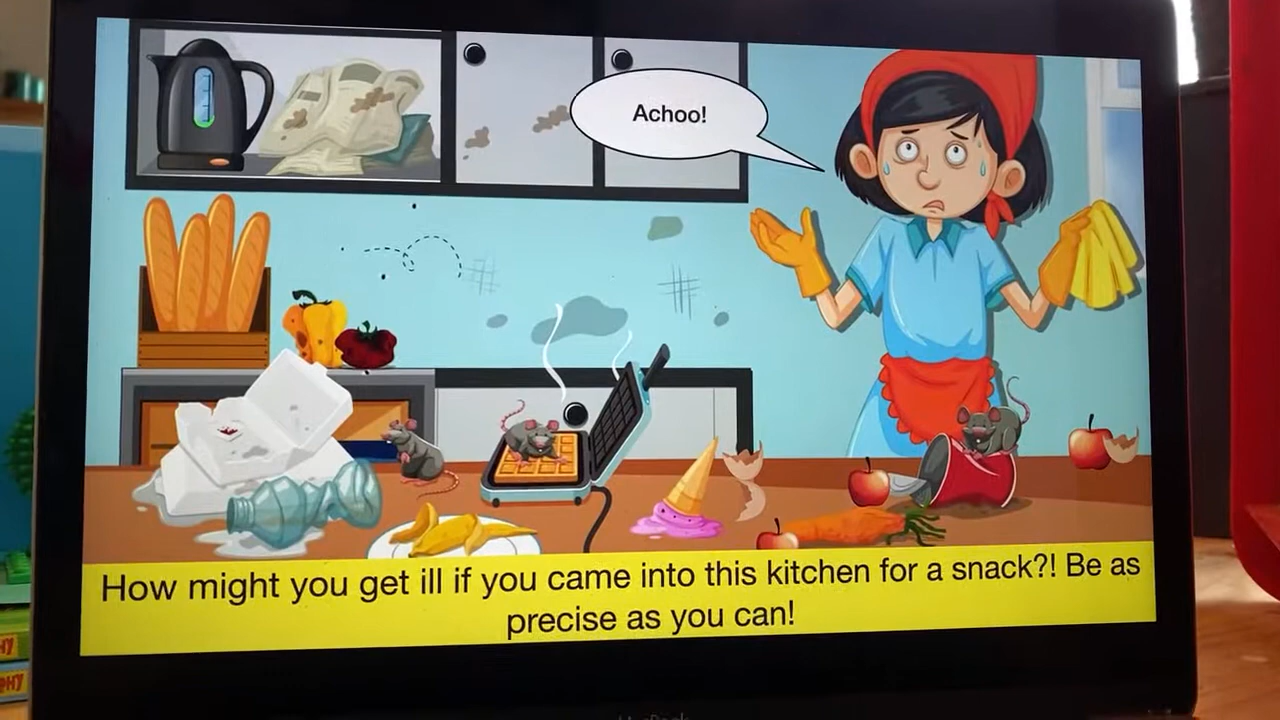 Achoo!
How might you get ill if you came into this kitchen for a snack?! Be as
precise as you can!